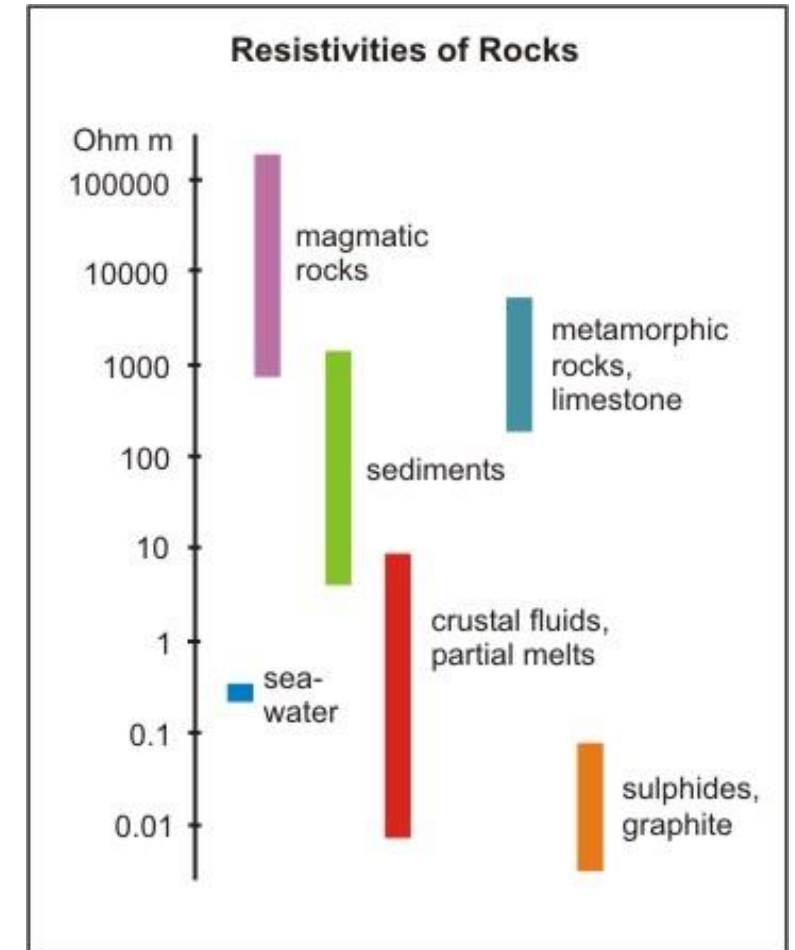 Resistivities of Rocks
Ohm m
100000
magmatic
rocks
10000
metamorphic
rocks,
limestone
1000
100
sediments
10
crustal fluids,
partial melts
1
sea-
water
0.1
sulphides,
graphite
0.01